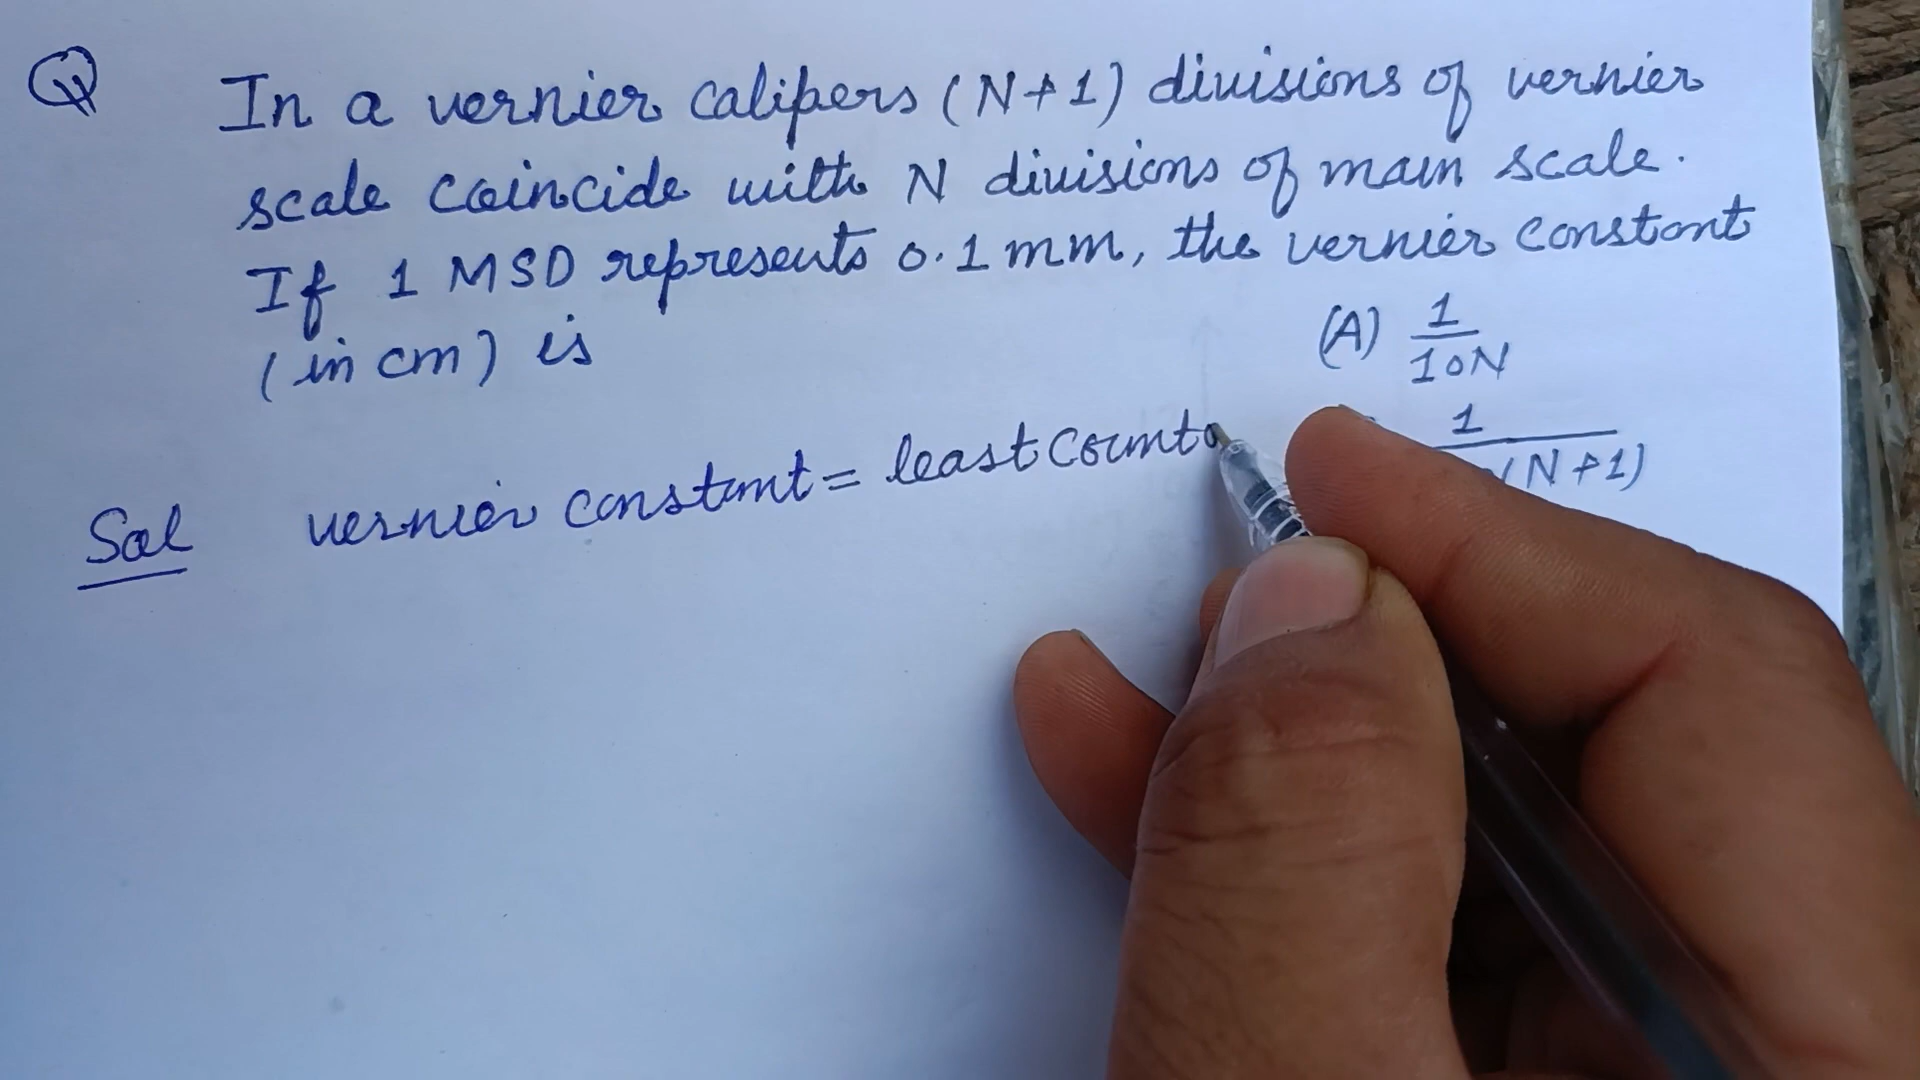 Q
In a vernier calipers (N+1) divisions of vernier
scale coincide with N divisions of main scale.
If 1 MSD represents 0.1 mm, the vernier constant
(in cm) is
(A) 1/10N
1/(N+1)
Sol vernier constant = least count